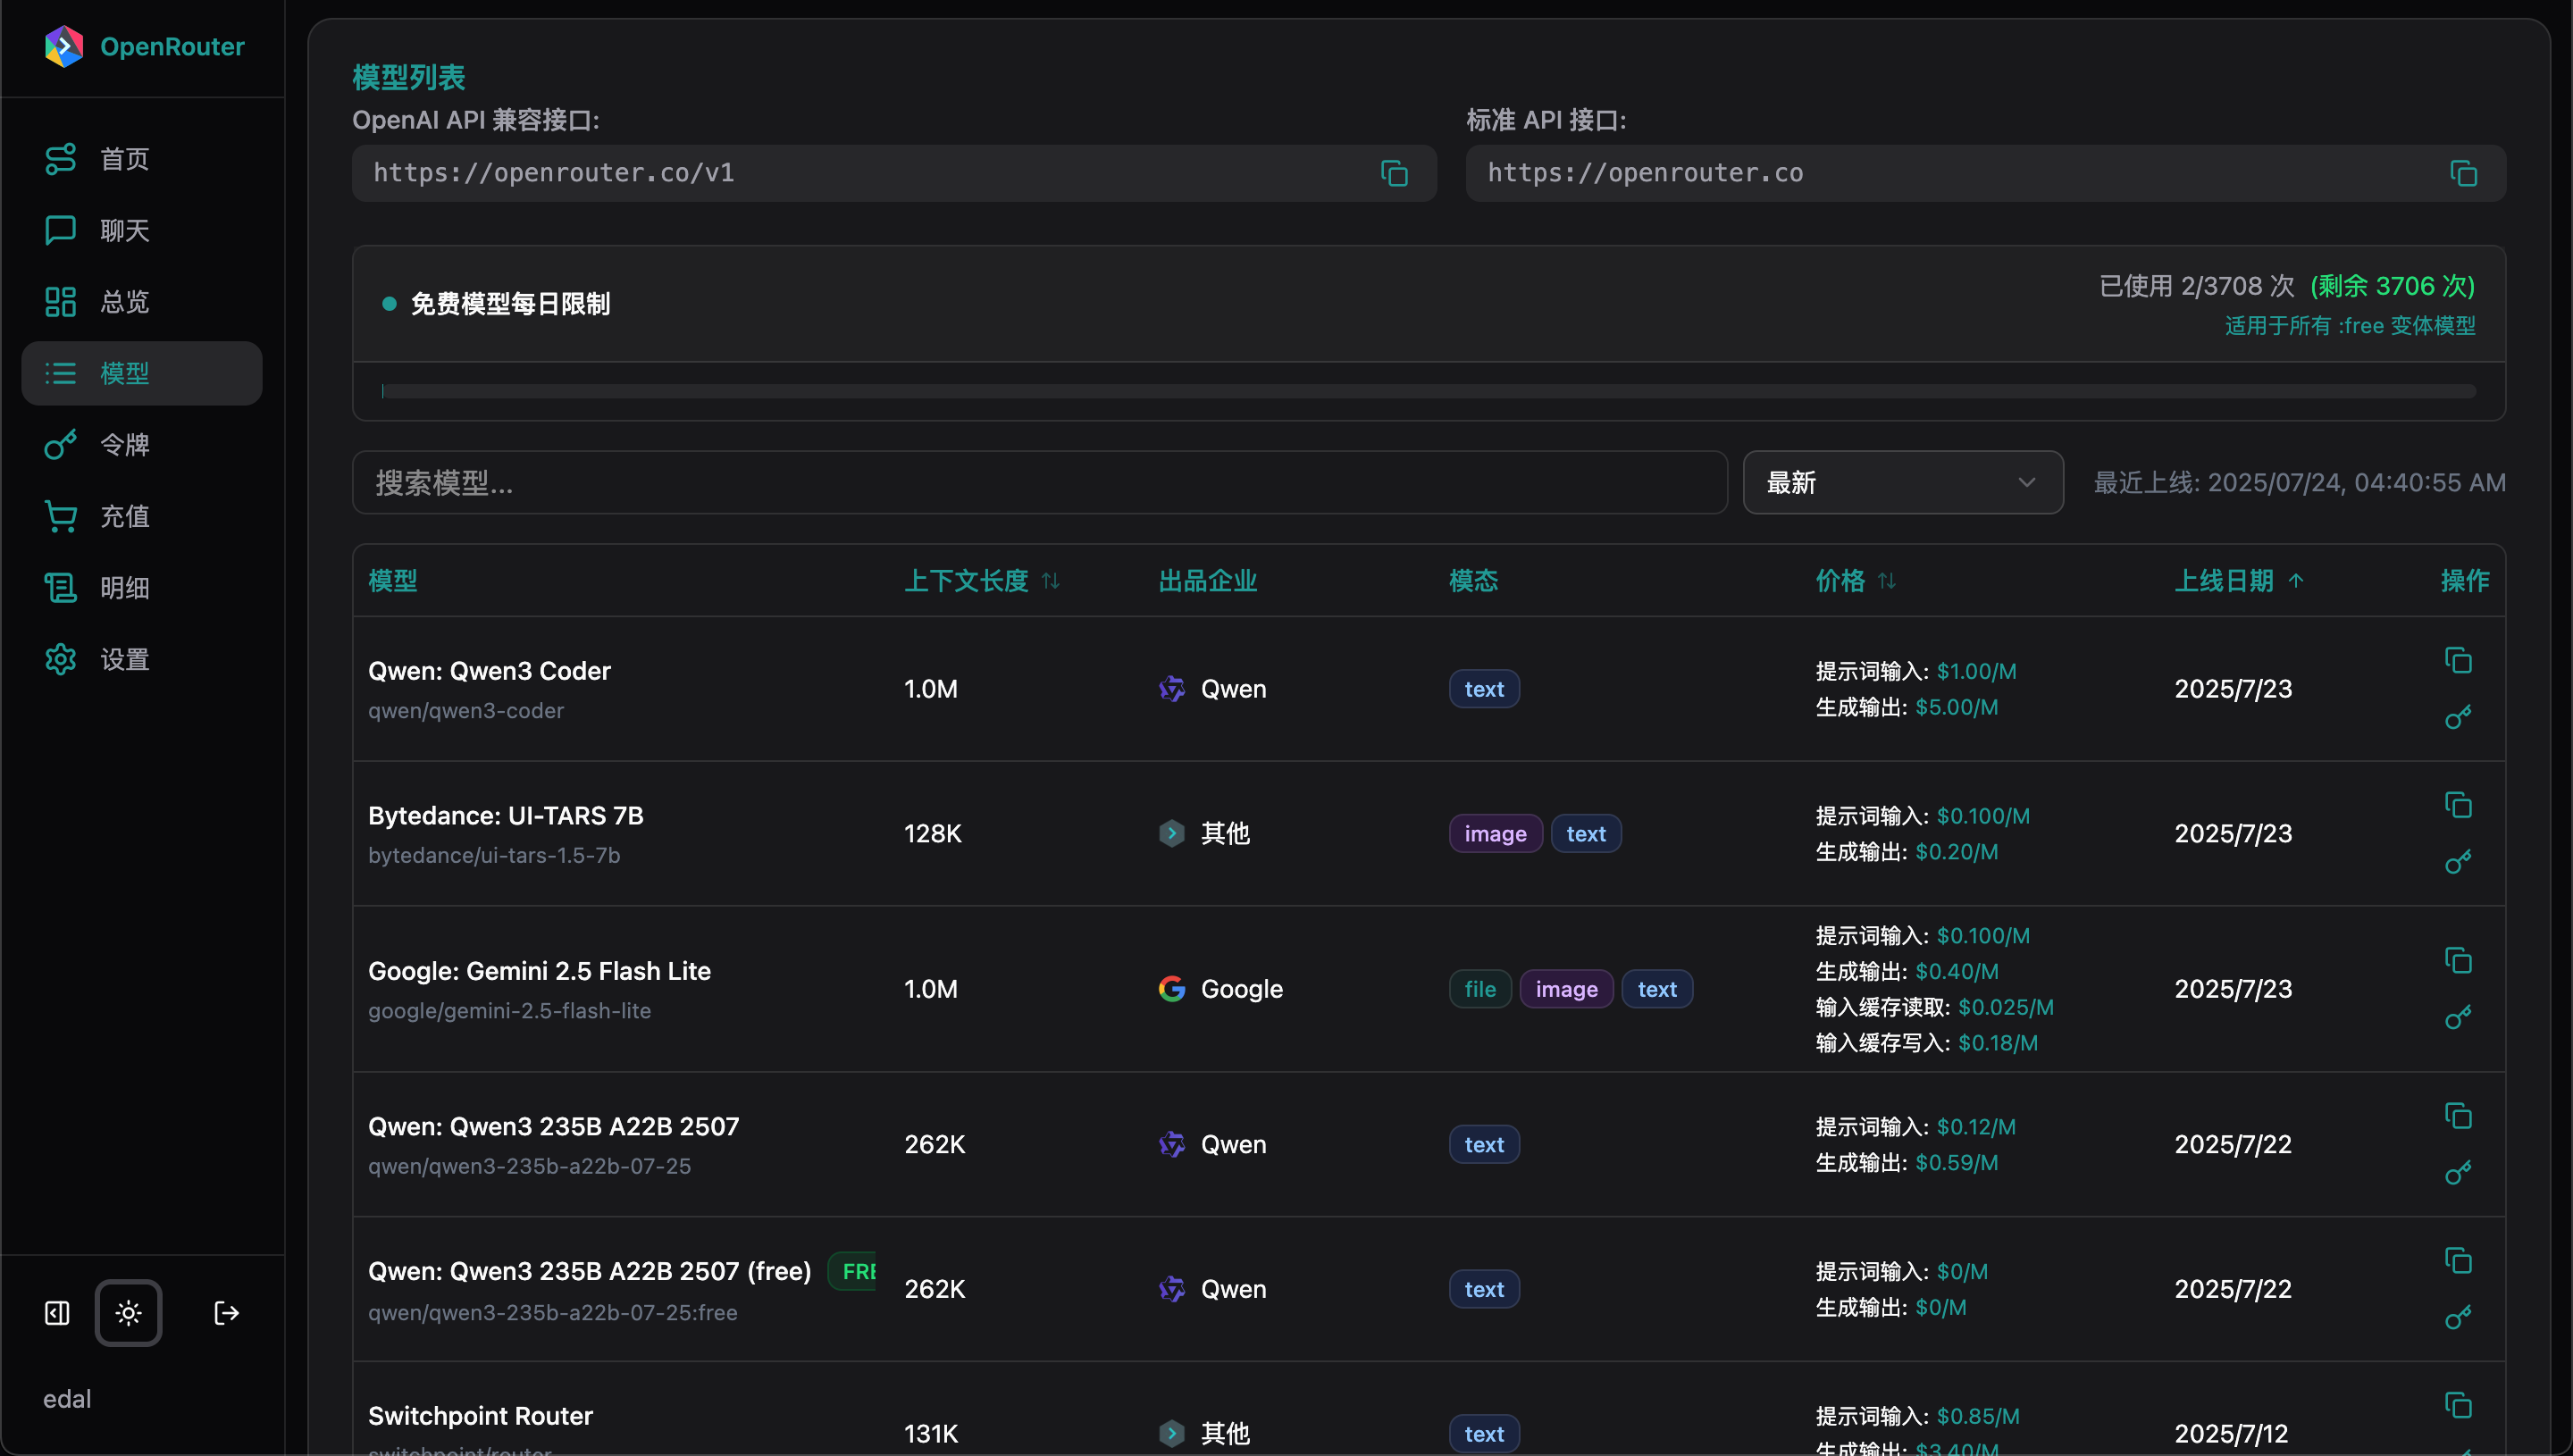 OpenRouter
首页
聊天
总览
模型
令牌
充值
明细
设置
edal
模型列表
OpenAI API 兼容接口:
https://openrouter.co/v1
标准 API 接口:
https://openrouter.co
免费模型每日限制
已使用 2/3708 次 (剩余 3706 次)
适用于所有 :free 变体模型
搜索模型...
最新
最近上线: 2025/07/24, 04:40:55 AM
模型 上下文长度 出品企业 模态 价格 上线日期 操作
Qwen: Qwen3 Coder
qwen/qwen3-coder
1.0M
Qwen
text
提示词输入: $1.00/M
生成输出: $5.00/M
2025/7/23
Bytedance: UI-TARS 7B
bytedance/ui-tars-1.5-7b
128K
其他
image text
提示词输入: $0.100/M
生成输出: $0.20/M
2025/7/23
Google: Gemini 2.5 Flash Lite
google/gemini-2.5-flash-lite
1.0M
Google
file image text
提示词输入: $0.100/M
生成输出: $0.40/M
输入缓存读取: $0.025/M
输入缓存写入: $0.18/M
2025/7/23
Qwen: Qwen3 235B A22B 2507
qwen/qwen3-235b-a22b-07-25
262K
Qwen
text
提示词输入: $0.12/M
生成输出: $0.59/M
2025/7/22
Qwen: Qwen3 235B A22B 2507 (free) FRE
qwen/qwen3-235b-a22b-07-25:free
262K
Qwen
text
提示词输入: $0/M
生成输出: $0/M
2025/7/22
Switchpoint Router
switchpoint/router
131K
其他
text
提示词输入: $0.85/M
生成输出: $3.40/M
2025/7/12